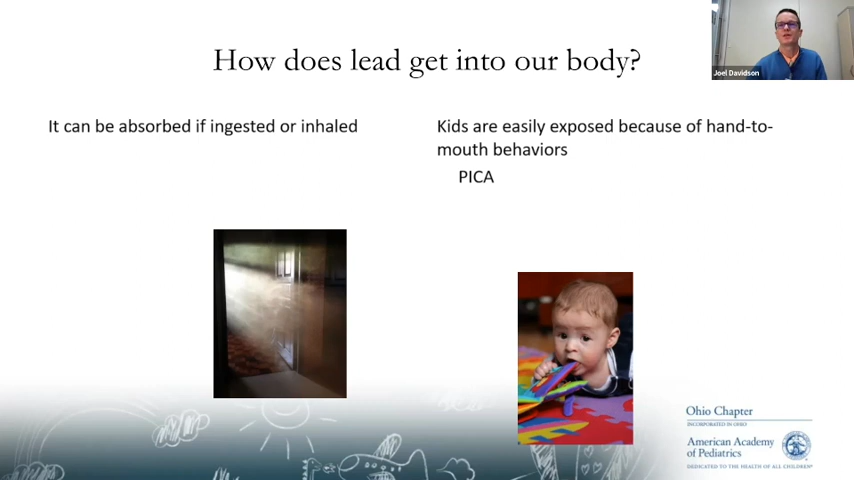 How does lead get into our body?
Joel Davidson
It can be absorbed if ingested or inhaled
Kids are easily exposed because of hand-to-
mouth behaviors
PICA
Ohio Chapter
INCORPORATED IN OHIO
American Academy
of Pediatrics
DEDICATED TO THE HEALTH OF ALL CHILDREN®